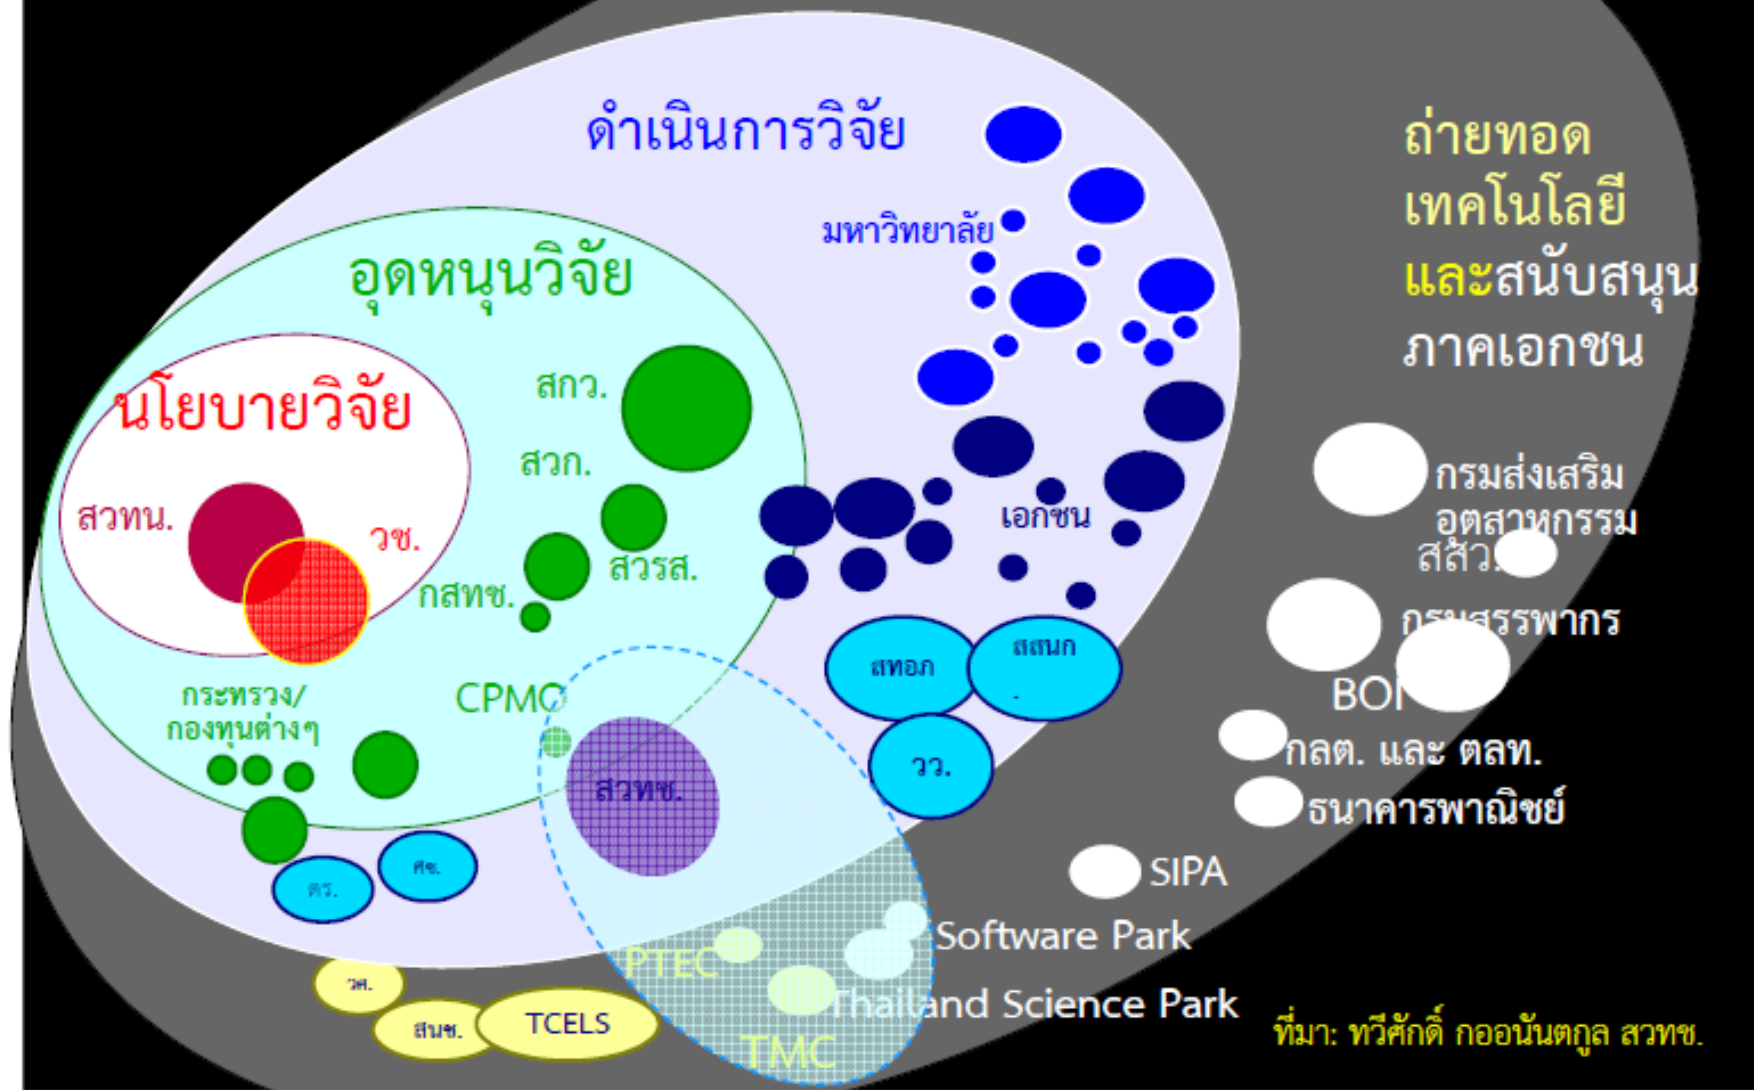 ดำเนินการวิจัย
ถ่ายทอด
เทคโนโลยี
และสนับสนุน
ภาคเอกชน
มหาวิทยาลัย
อุดหนุนวิจัย
นโยบายวิจัย
สกว.
สวก.
สวทน.
วช.
สวรส.
กสทช.
เอกชน
กรมส่งเสริม
อุตสาหกรรม
สสว.
กรมสรรพากร
BOI
กลต. และ ตลท.
ธนาคารพาณิชย์
สทอภ
สสนก
.
วว.
กระทรวง/
กองทุนต่างๆ
CPMO
สวทช.
ศช.
ดร.
SIPA
Software Park
PTEC
Thailand Science Park
TMC
วศ.
สนช.
TCELS
ที่มา: ทวีศักดิ์ กออนันตกูล สวทช.